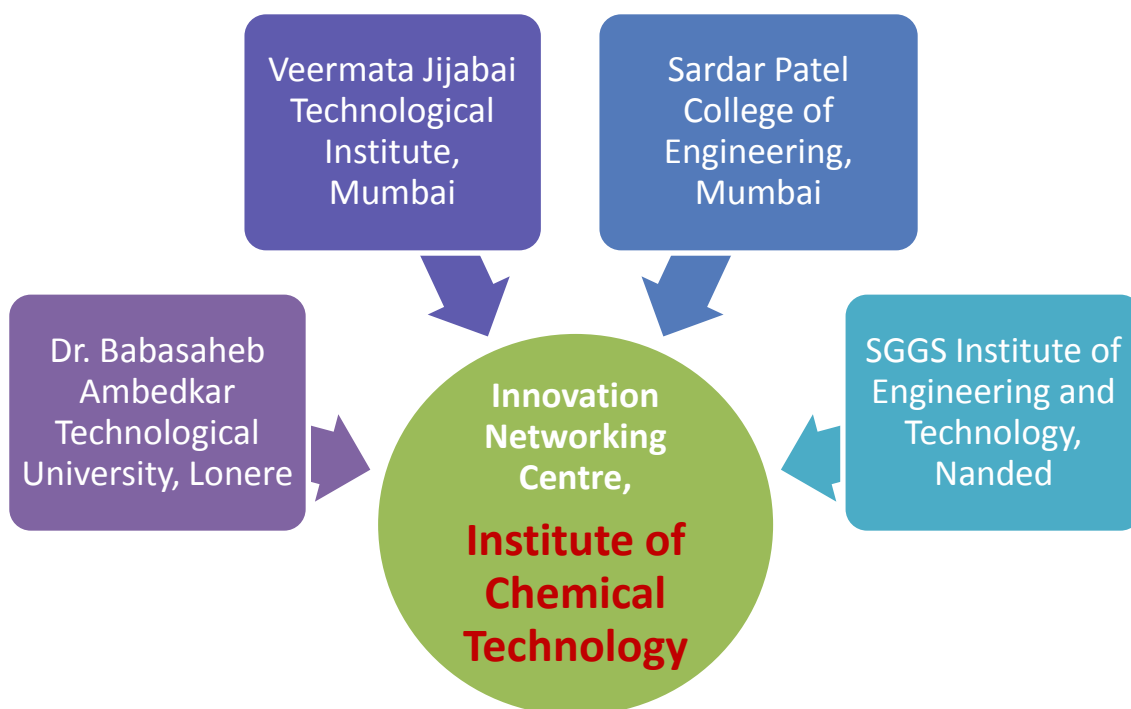 Veermata Jijabai
Technological
Institute,
Mumbai
Sardar Patel
College of
Engineering,
Mumbai
Dr. Babasaheb
Ambedkar
Technological
University, Lonere
Innovation
Networking
Centre,
Institute of
Chemical
Technology
SGGS Institute of
Engineering and
Technology,
Nanded